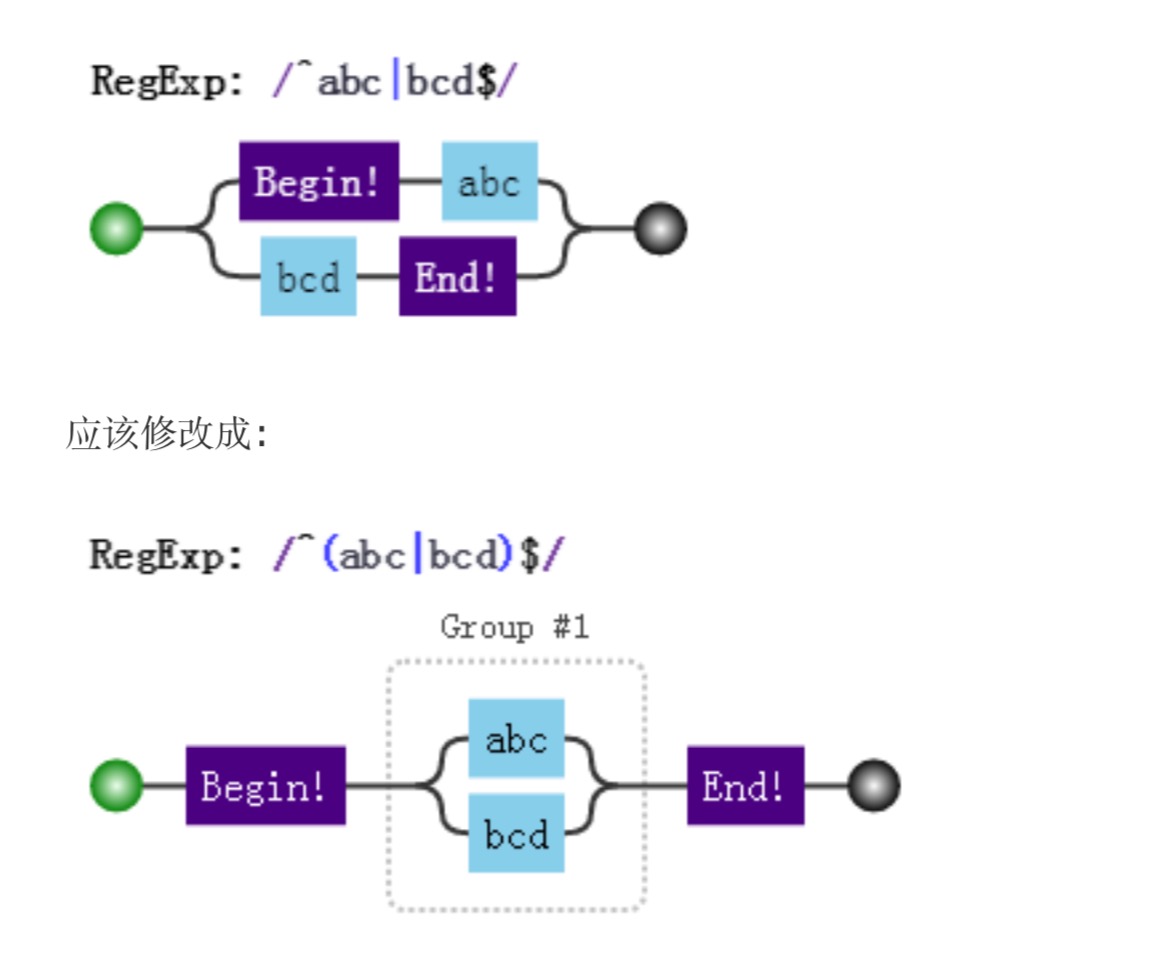 RegExp: /^abc|bcd$/
Begin! abc
bcd End!
应该修改成:
RegExp: /^(abc|bcd)$/
Group #1
abc
Begin! End!
bcd